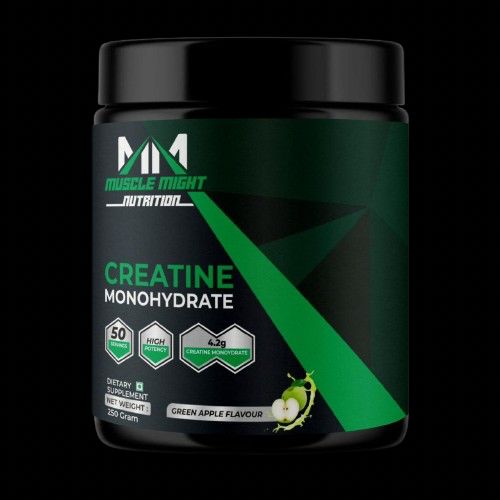 MM
MUSCLE MIGHT
NUTRITION
CREATINE
MONOHYDRATE
50
SERVINGS
HIGH
POTENCY
4.2g
CREATINE MONOYDRATE
DIETARY
SUPPLEMENT
NET WEIGHT :
250 Gram
GREEN APPLE FLAVOUR